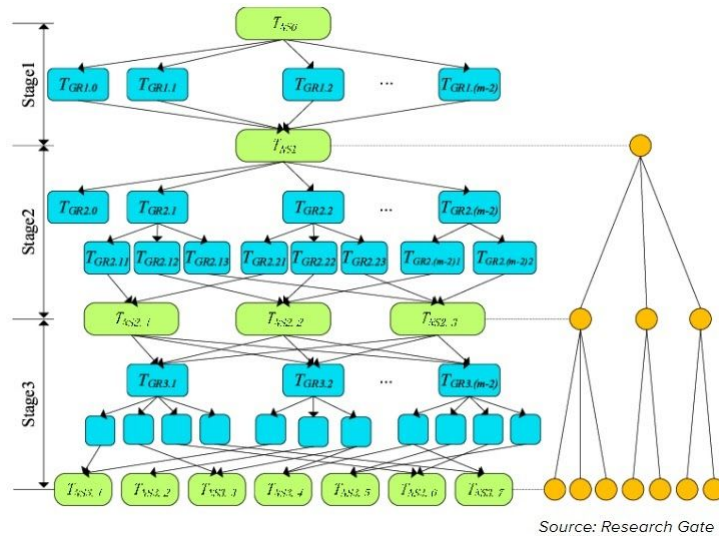 Stage1
T_NS0
T_GR1.0 T_GR1.1 T_GR1.2 ... T_GR1.(m-2)
T_NS1
Stage2
T_GR2.0 T_GR2.1 T_GR2.2 ... T_GR2.(m-2)
T_GR2.11 T_GR2.12 T_GR2.13 T_GR2.21 T_GR2.22 T_GR2.23 T_GR2.(m-2)1 T_GR2.(m-2)2
T_NS2.1 T_NS2.2 T_NS2.3
Stage3
T_GR3.1 T_GR3.2 ... T_GR3.(m-2)
T_NS3.1 T_NS3.2 T_NS3.3 T_NS3.4 T_NS3.5 T_NS3.6 T_NS3.7
Source: Research Gate